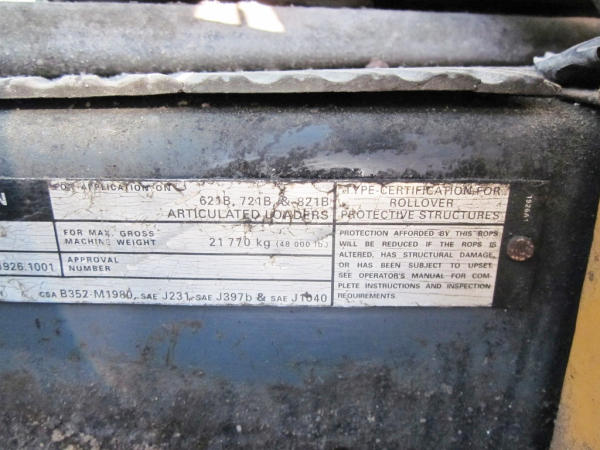 N
FOR APPLICATION ON
621B, 721B, & 821B
ARTICULATED LOADERS
FOR MAX. GROSS
MACHINE WEIGHT
21 770 kg (48 000 lb.)
926.1001
APPROVAL
NUMBER
CSA B352-M1980, SAE J231, SAE J397b & SAE J1040
TYPE CERTIFICATION FOR
ROLLOVER
PROTECTIVE STRUCTURES
PROTECTION AFFORDED BY THIS ROPS
WILL BE REDUCED IF THE ROPS IS
ALTERED, HAS STRUCTURAL DAMAGE,
OR HAS BEEN SUBJECT TO UPSET.
SEE OPERATOR'S MANUAL FOR COM-
PLETE INSTRUCTIONS AND INSPECTION
REQUIREMENTS.